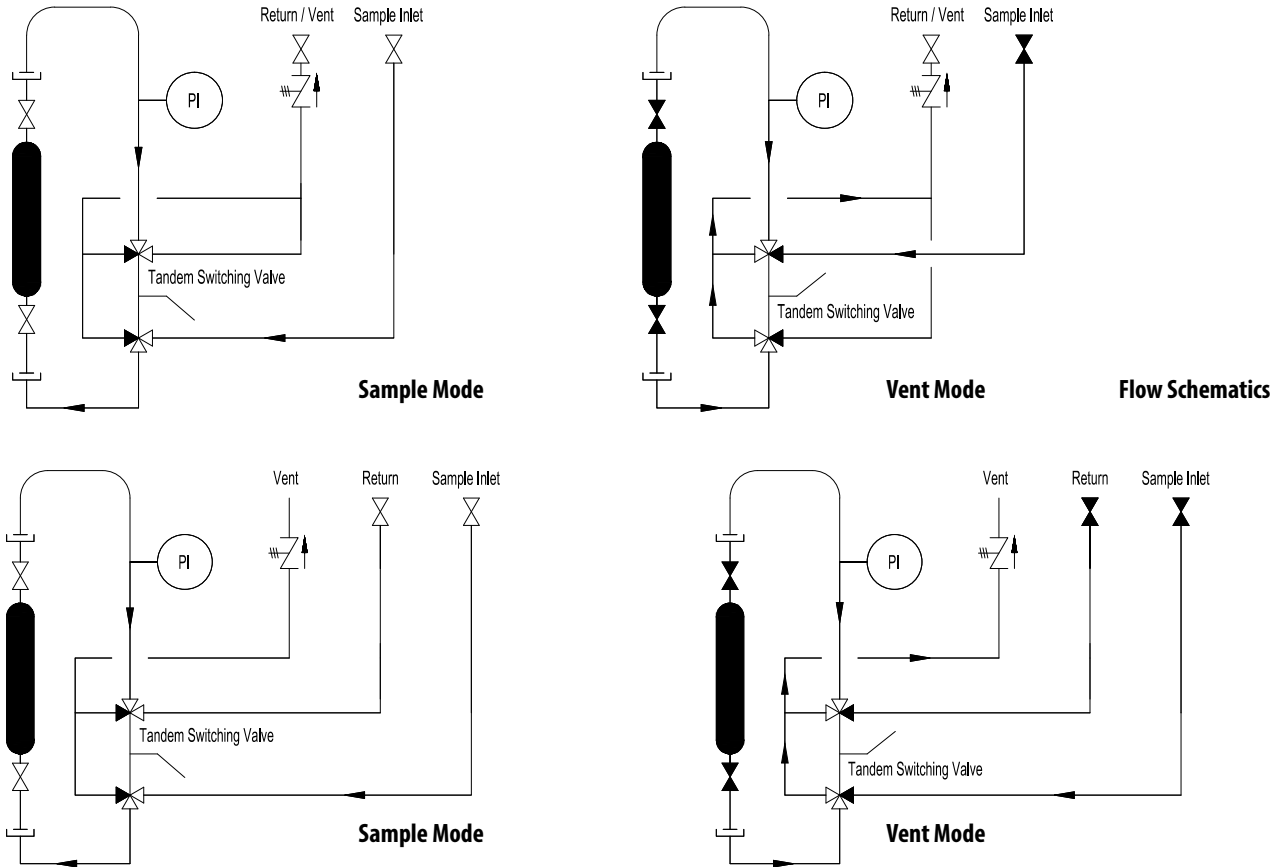 Return / Vent
Sample Inlet
PI
Tandem Switching Valve
Sample Mode
Return / Vent
Sample Inlet
PI
Tandem Switching Valve
Vent Mode
Flow Schematics
Vent
Return
Sample Inlet
PI
Tandem Switching Valve
Sample Mode
Vent
Return
Sample Inlet
PI
Tandem Switching Valve
Vent Mode